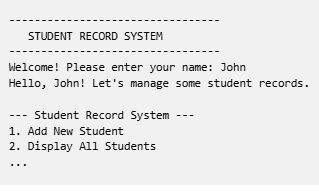 ---------------------------------
STUDENT RECORD SYSTEM
---------------------------------
Welcome! Please enter your name: John
Hello, John! Let's manage some student records.

--- Student Record System ---
1. Add New Student
2. Display All Students
...